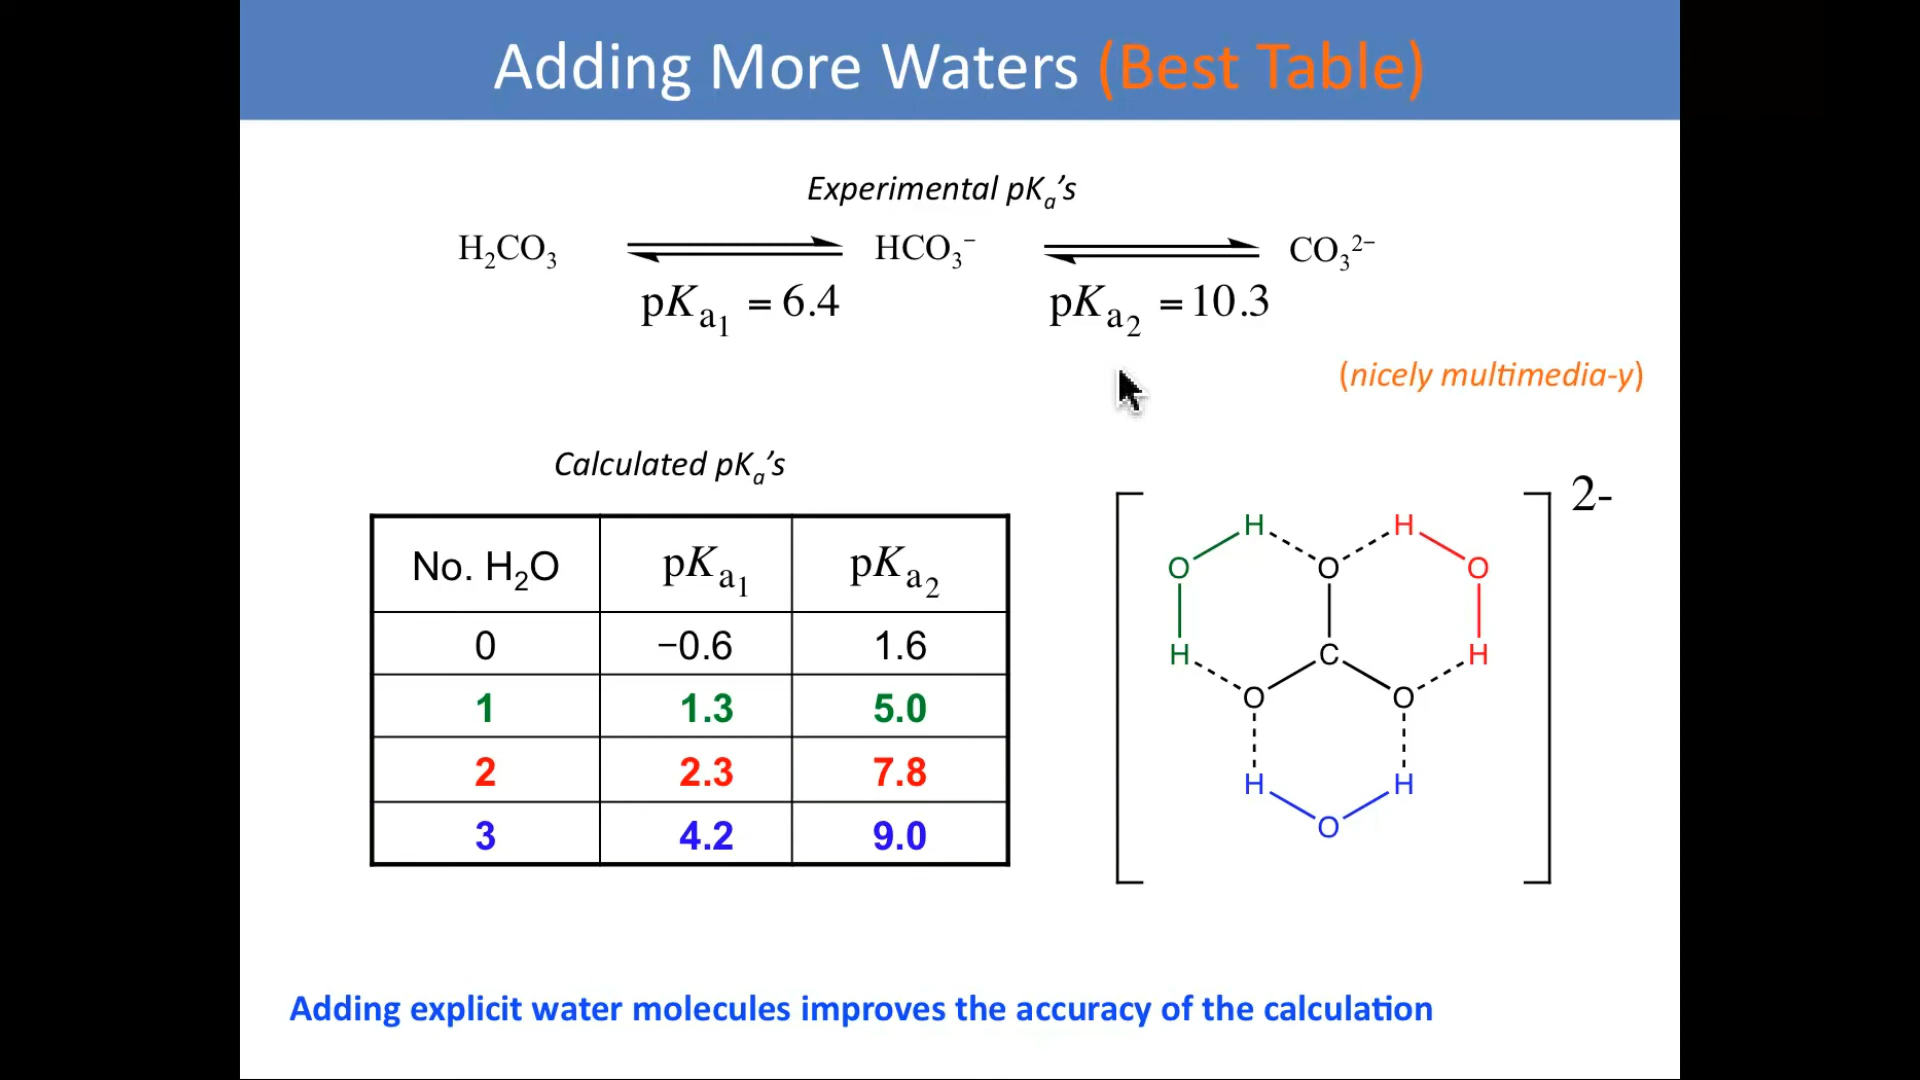 Adding More Waters (Best Table)
Experimental pKₐ's
H₂CO₃ ⇌ HCO₃⁻ ⇌ CO₃²⁻
pKₐ₁ = 6.4 pKₐ₂ = 10.3
(nicely multimedia-y)
Calculated pKₐ's
No. H₂O pKₐ₁ pKₐ₂
0 −0.6 1.6
1 1.3 5.0
2 2.3 7.8
3 4.2 9.0
2-
H H
O O O
H C H
O O
H H
O
Adding explicit water molecules improves the accuracy of the calculation